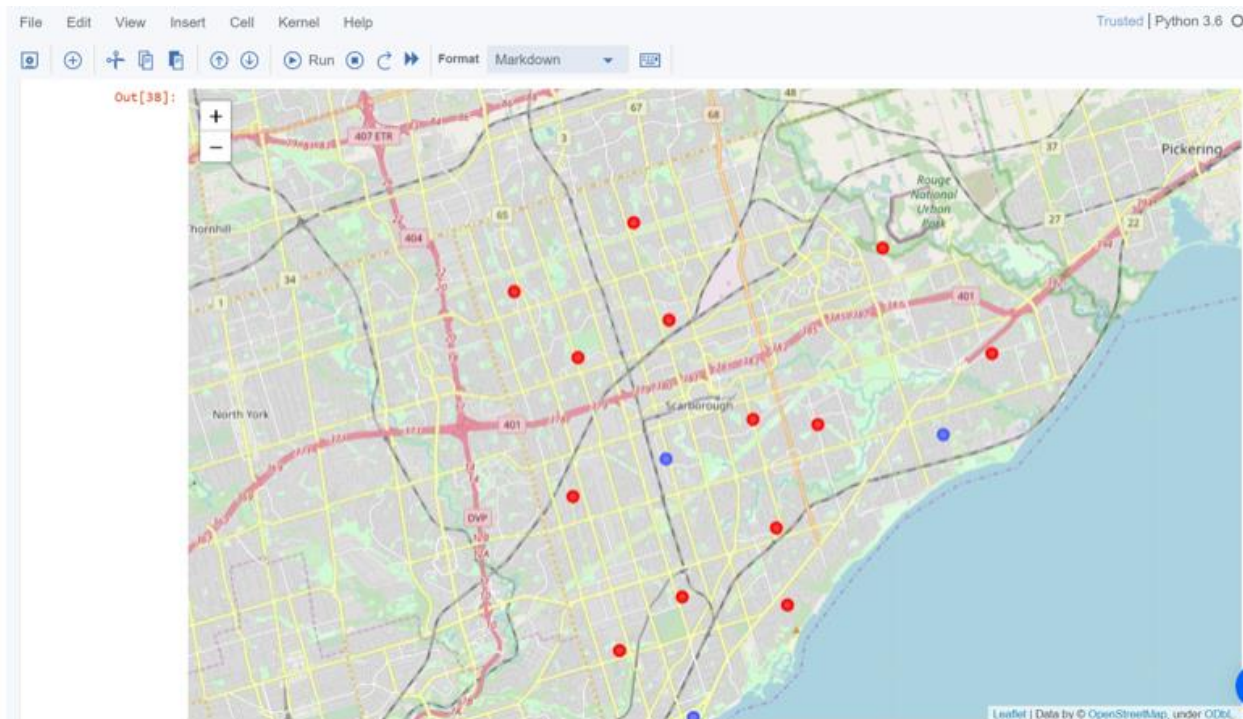 File Edit View Insert Cell Kernel Help
Trusted | Python 3.6
Run
Format Markdown
Out[38]:
+
−
48
67
68
3
407 ETR
37
Pickering
Rouge
National
Urban
Park
65
27
22
404
hornhill
34
1
401
Scarborough
North York
401
DVP
Leaflet | Data by © OpenStreetMap, under ODbL.